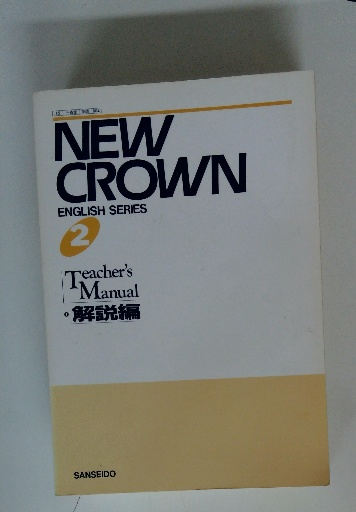 NEW
CROWN
ENGLISH SERIES
2
Teacher's
Manual
解説編
SANSEIDO